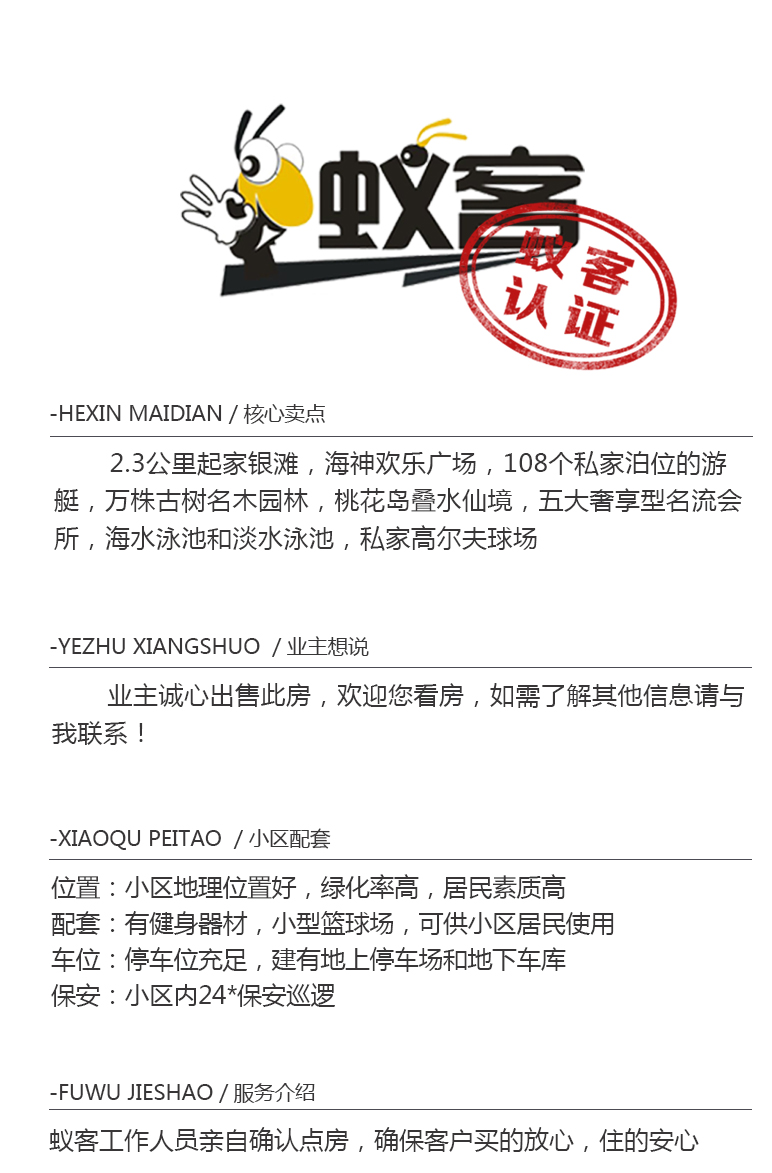 蚁客
蚁客
认证
-HEXIN MAIDIAN / 核心卖点
2.3公里起家银滩，海神欢乐广场，108个私家泊位的游
艇，万株古树名木园林，桃花岛叠水仙境，五大奢享型名流会
所，海水泳池和淡水泳池，私家高尔夫球场
-YEZHU XIANGSHUO / 业主想说
业主诚心出售此房，欢迎您看房，如需了解其他信息请与
我联系！
-XIAOQU PEITAO / 小区配套
位置：小区地理位置好，绿化率高，居民素质高
配套：有健身器材，小型篮球场，可供小区居民使用
车位：停车位充足，建有地上停车场和地下车库
保安：小区内24*保安巡逻
-FUWU JIESHAO / 服务介绍
蚁客工作人员亲自确认点房，确保客户买的放心，住的安心